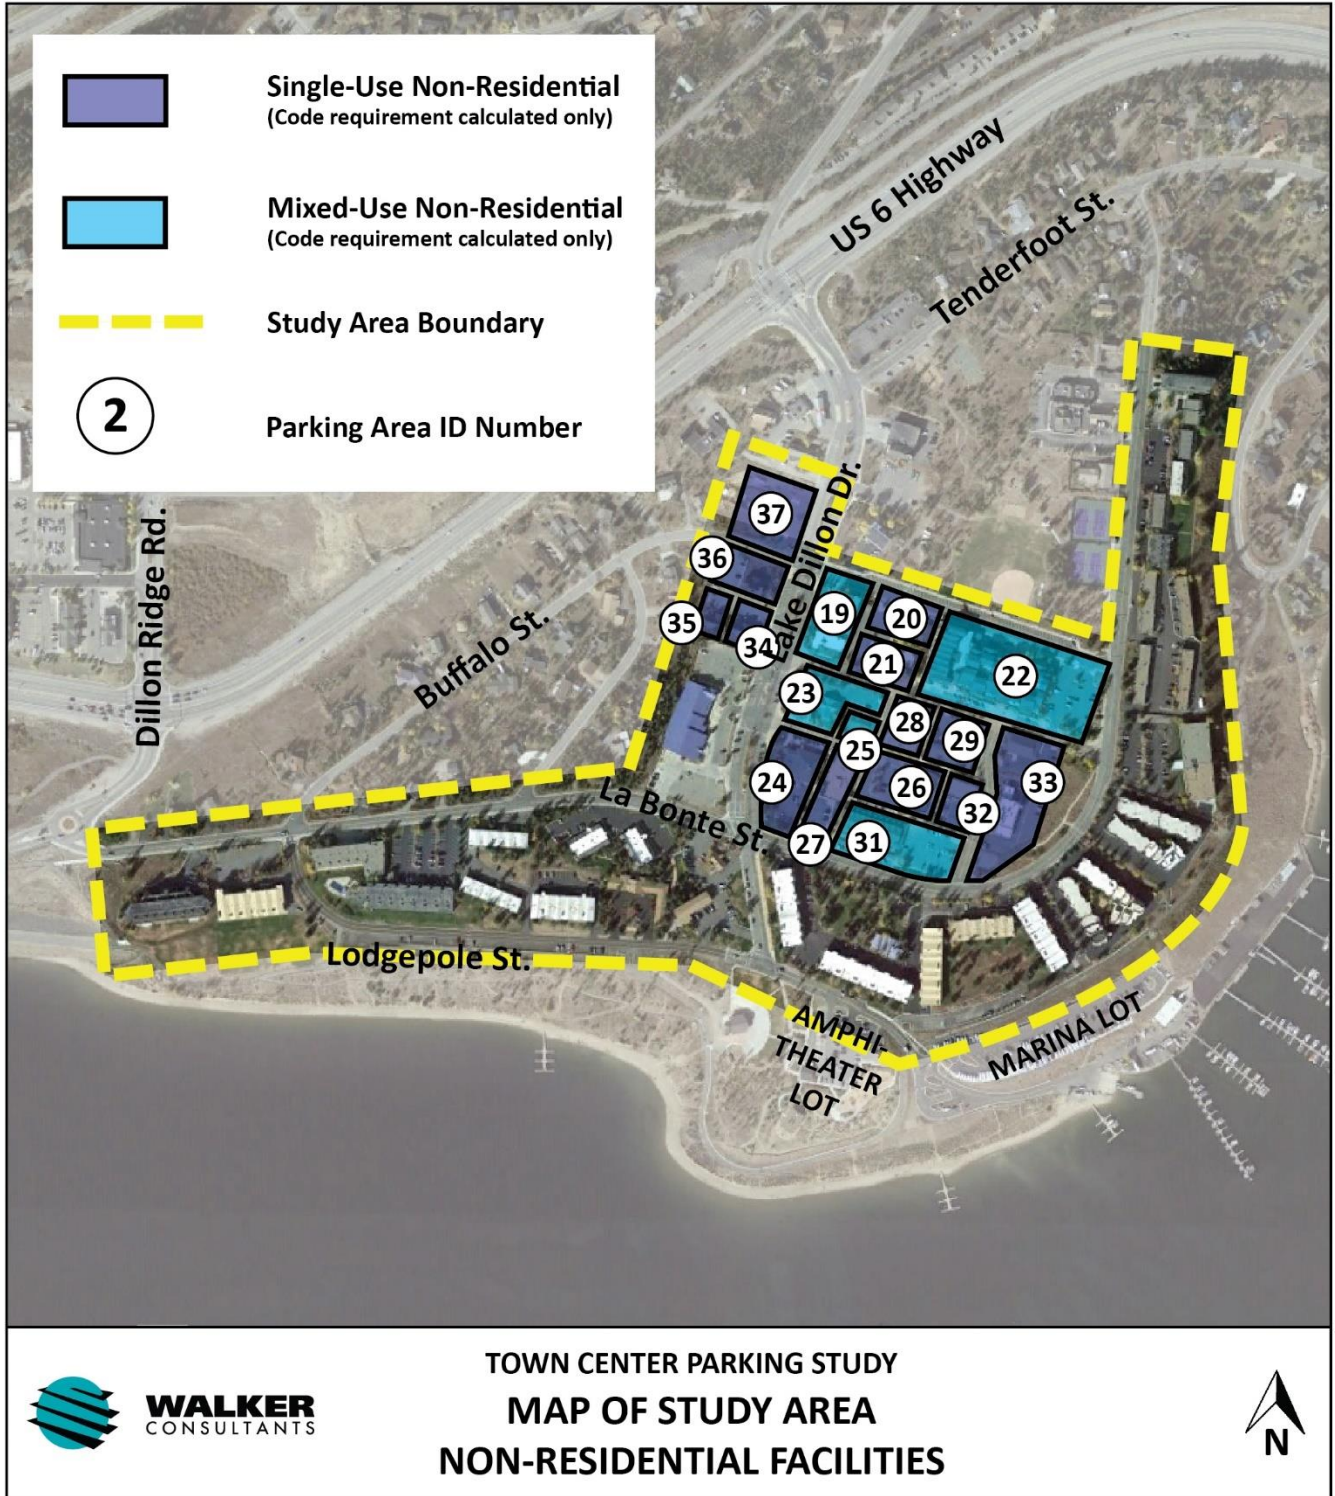 Single-Use Non-Residential
(Code requirement calculated only)
Mixed-Use Non-Residential
(Code requirement calculated only)
Study Area Boundary
2
Parking Area ID Number
US 6 Highway
Tenderfoot St.
Dillon Ridge Rd.
Buffalo St.
Lake Dillon Dr.
37
36
35
34
19
20
21
22
23
28
29
25
24
26
33
32
27
31
La Bonte St.
Lodgepole St.
AMPHI-
THEATER
LOT
MARINA LOT
WALKER
CONSULTANTS
TOWN CENTER PARKING STUDY
MAP OF STUDY AREA
NON-RESIDENTIAL FACILITIES
N